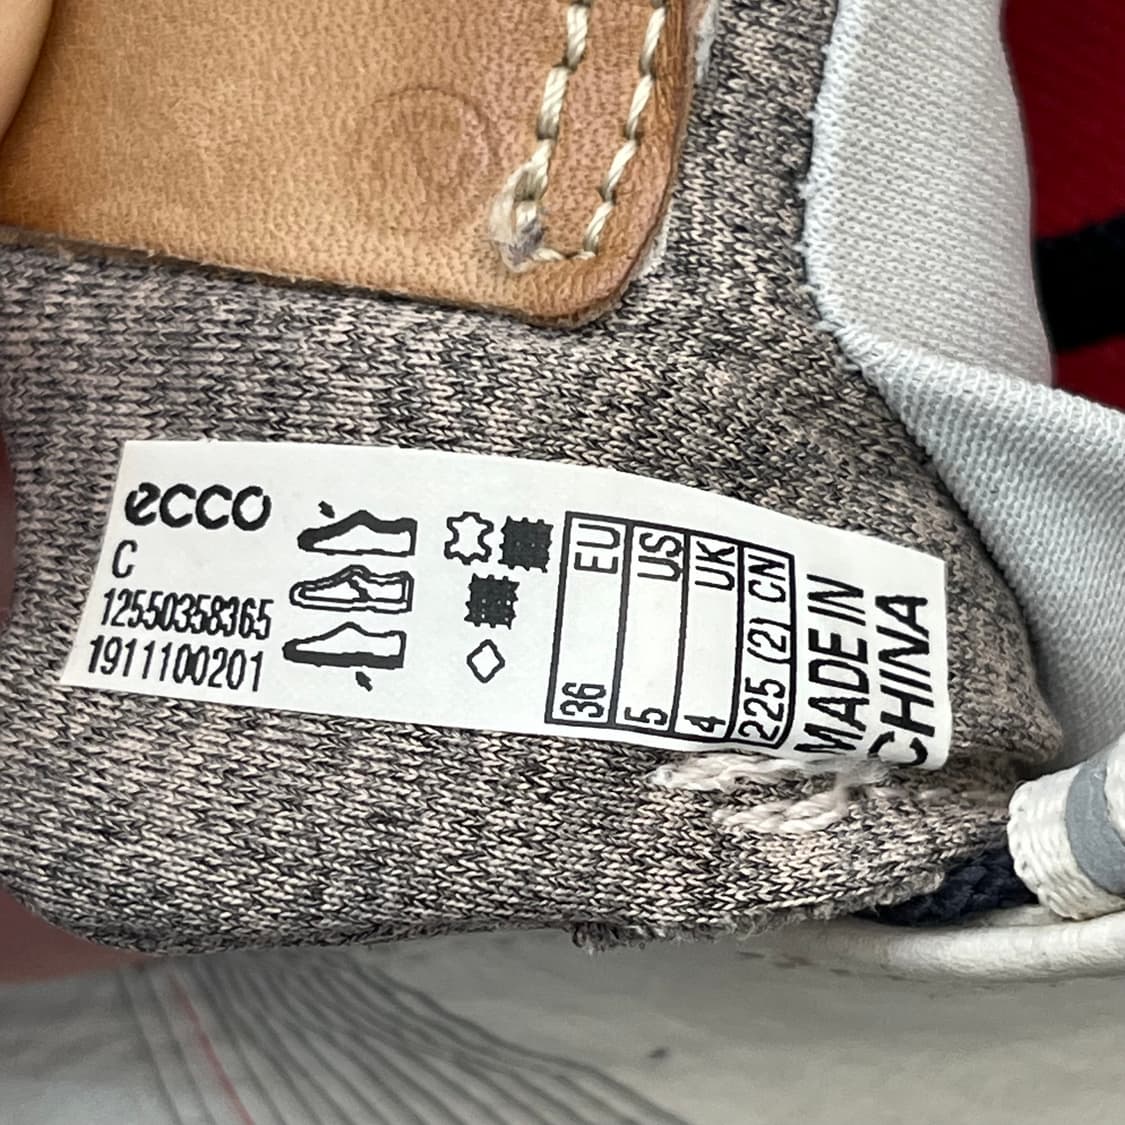 ecco
C
12550358365
1911100201
36 EU
5 US
4 UK
225 (2) CN
MADE IN
CHINA